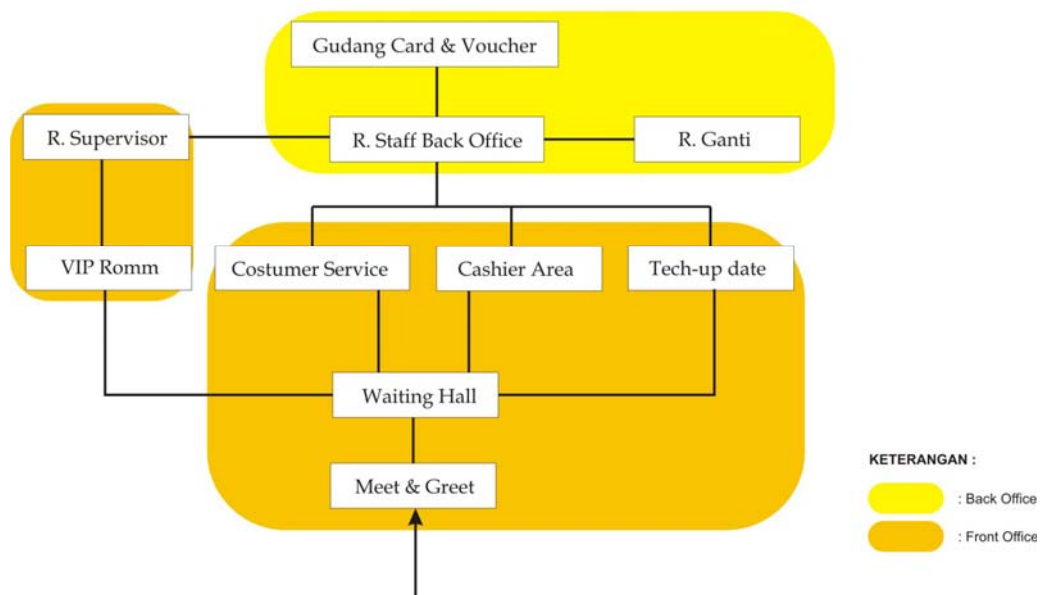 Gudang Card & Voucher
R. Supervisor
R. Staff Back Office
R. Ganti
VIP Romm
Costumer Service
Cashier Area
Tech-up date
Waiting Hall
Meet & Greet
KETERANGAN :
: Back Office
: Front Office